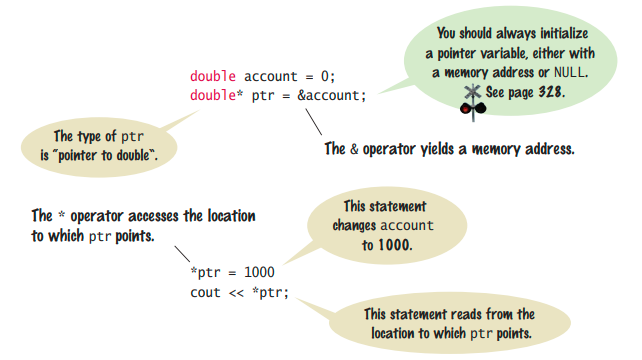 You should always initialize
a pointer variable, either with
a memory address or NULL.
See page 328.
double account = 0;
double* ptr = &account;
The type of ptr
is "pointer to double".
The & operator yields a memory address.
The * operator accesses the location
to which ptr points.
This statement
changes account
to 1000.
*ptr = 1000
cout << *ptr;
This statement reads from the
location to which ptr points.